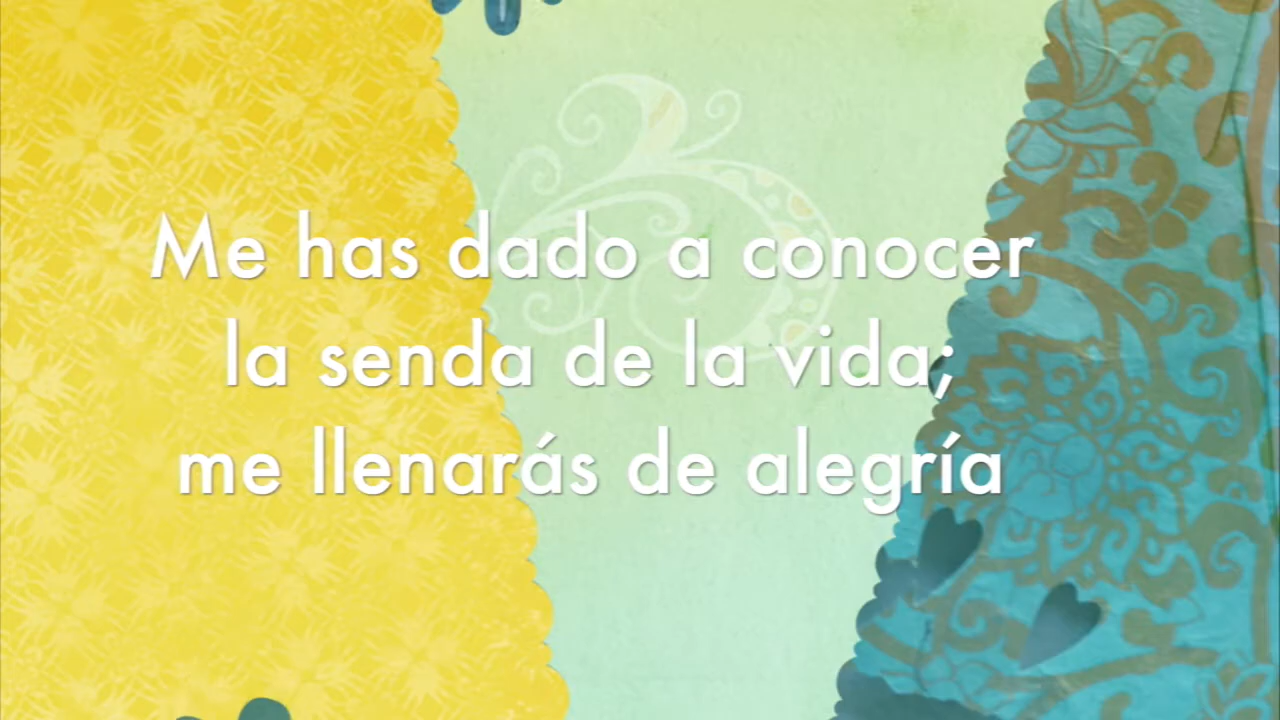 Me has dado a conocer
la senda de la vida;
me llenarás de alegría